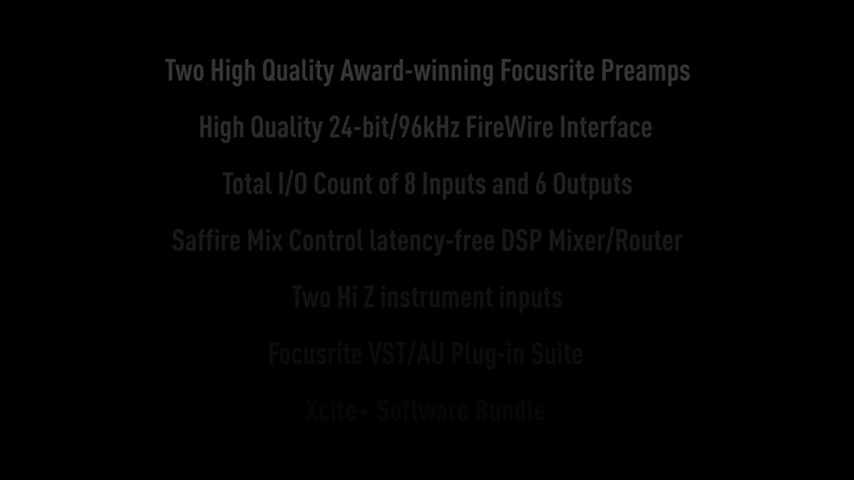 Two High Quality Award-winning Focusrite Preamps
High Quality 24-bit/96kHz FireWire Interface
Total I/O Count of 8 Inputs and 6 Outputs
Saffire Mix Control latency-free DSP Mixer/Router
Two Hi Z instrument inputs
Focusrite VST/AU Plug-in Suite
Xcite+ Software Bundle